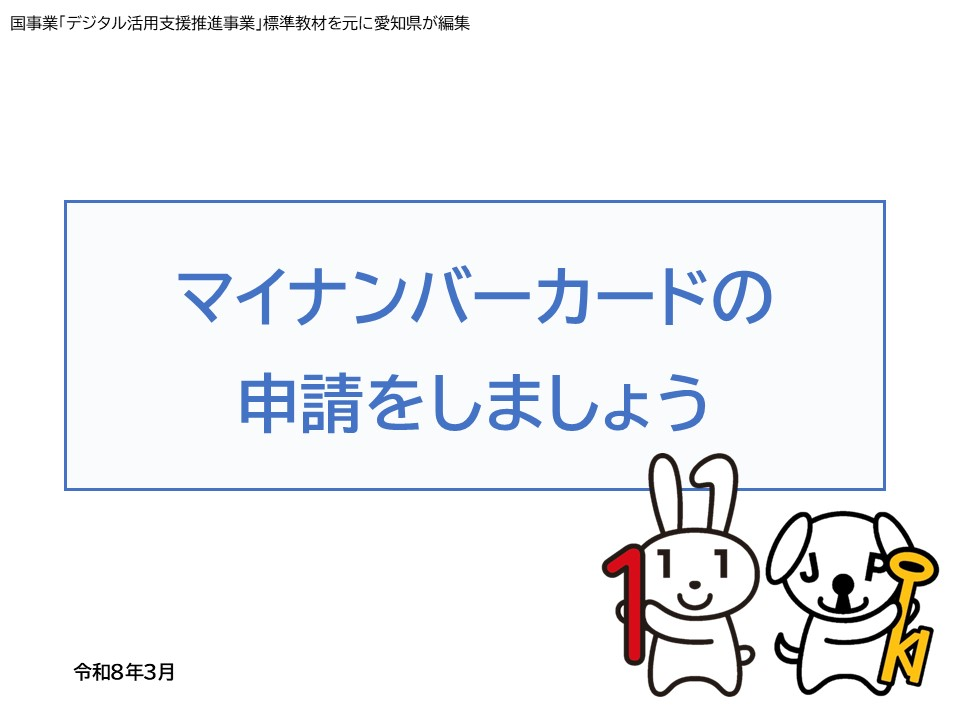 国事業「デジタル活用支援推進事業」標準教材を元に愛知県が編集
マイナンバーカードの
申請をしましょう
1
1 1
J P
KI
令和8年3月